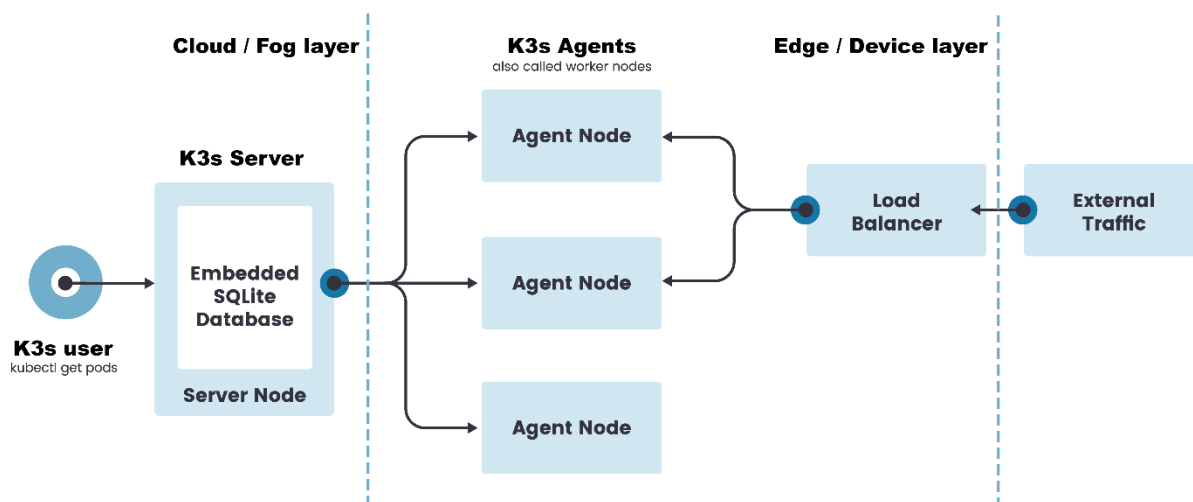 Cloud / Fog layer
K3s Agents
also called worker nodes
Edge / Device layer
K3s Server
Embedded
SQLite
Database
Server Node
K3s user
kubectl get pods
Agent Node
Agent Node
Agent Node
Load
Balancer
External
Traffic